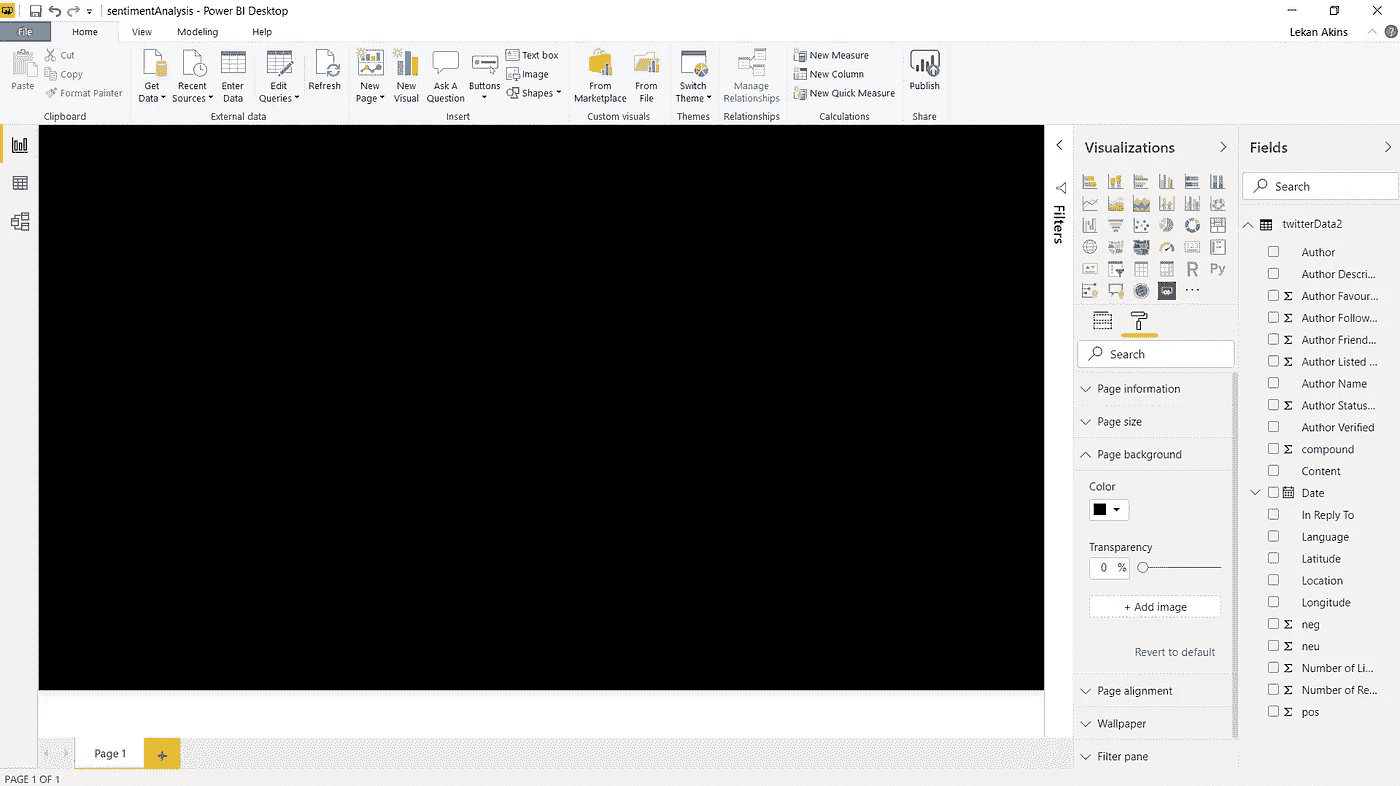 sentimentAnalysis - Power BI Desktop
File Home View Modeling Help
Lekan Akins
Paste
Cut
Copy
Format Painter
Clipboard
Get Data
Recent Sources
Enter Data
Edit Queries
Refresh
External data
New Page
New Visual
Ask A Question
Buttons
Text box
Image
Shapes
Insert
From Marketplace
From File
Custom visuals
Switch Theme
Themes
Manage Relationships
Relationships
New Measure
New Column
New Quick Measure
Calculations
Publish
Share
Filters
Visualizations
R Py
Search
Page information
Page size
Page background
Color
Transparency
0 %
+ Add image
Revert to default
Page alignment
Wallpaper
Filter pane
Fields
Search
twitterData2
Author
Author Descri...
Author Favour...
Author Follow...
Author Friend...
Author Listed ...
Author Name
Author Status...
Author Verified
compound
Content
Date
In Reply To
Language
Latitude
Location
Longitude
neg
neu
Number of Li...
Number of Re...
pos
Page 1
PAGE 1 OF 1